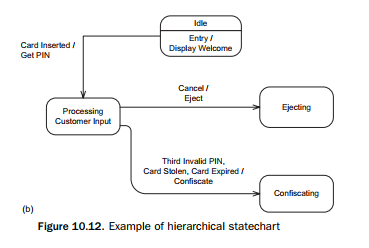 Idle
Entry /
Display Welcome
Card Inserted /
Get PIN
Cancel /
Eject
Processing
Customer Input
Ejecting
Third Invalid PIN,
Card Stolen, Card Expired /
Confiscate
Confiscating
(b)
Figure 10.12. Example of hierarchical statechart